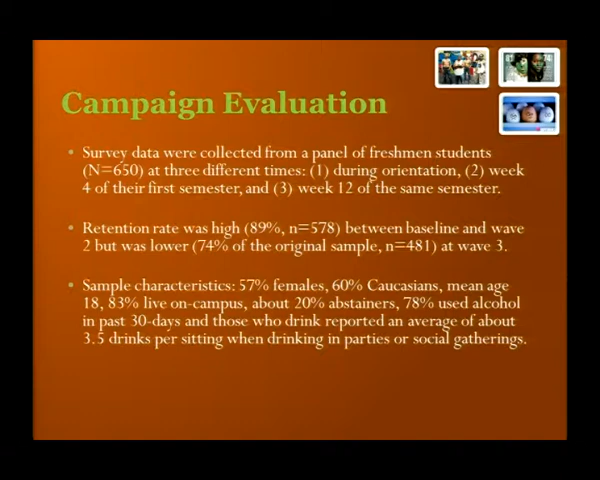 Campaign Evaluation
• Survey data were collected from a panel of freshmen students
(N=650) at three different times: (1) during orientation, (2) week
4 of their first semester, and (3) week 12 of the same semester.
• Retention rate was high (89%, n=578) between baseline and wave
2 but was lower (74% of the original sample, n=481) at wave 3.
• Sample characteristics: 57% females, 60% Caucasians, mean age
18, 83% live on-campus, about 20% abstainers, 78% used alcohol
in past 30-days and those who drink reported an average of about
3.5 drinks per sitting when drinking in parties or social gatherings.